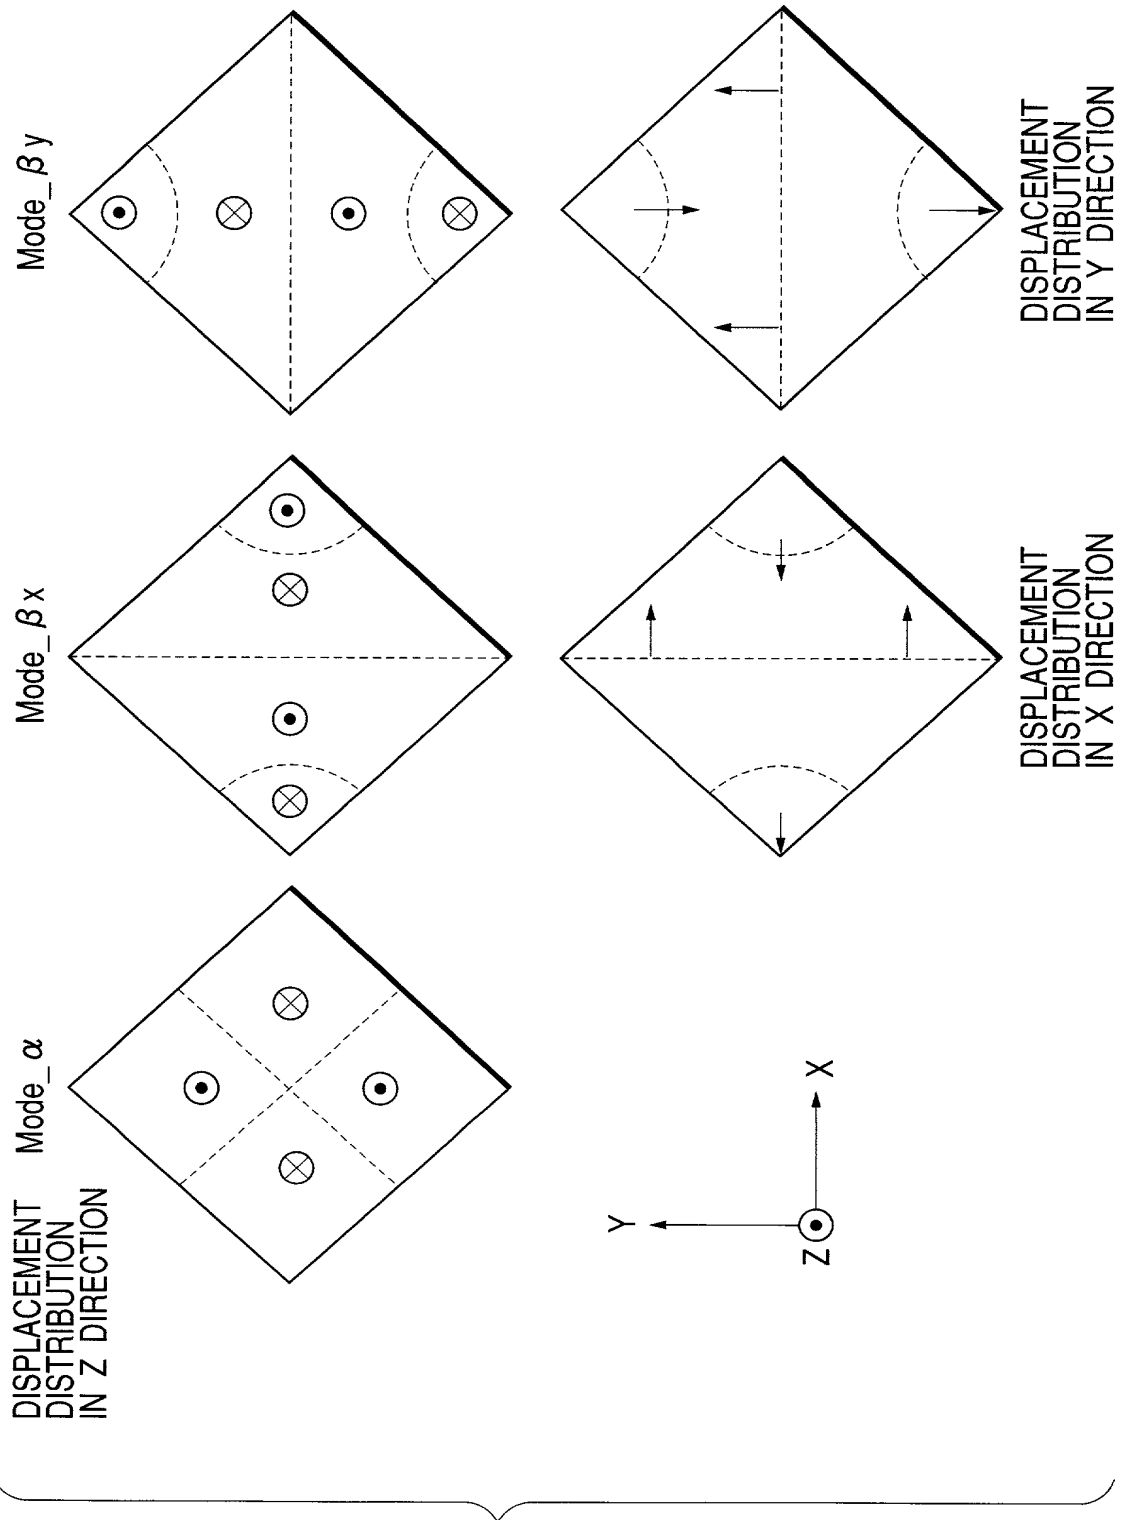 DISPLACEMENT
DISTRIBUTION
IN Z DIRECTION
Mode_α
Mode_βx
Mode_βy
Y
X
Z
DISPLACEMENT
DISTRIBUTION
IN X DIRECTION
DISPLACEMENT
DISTRIBUTION
IN Y DIRECTION